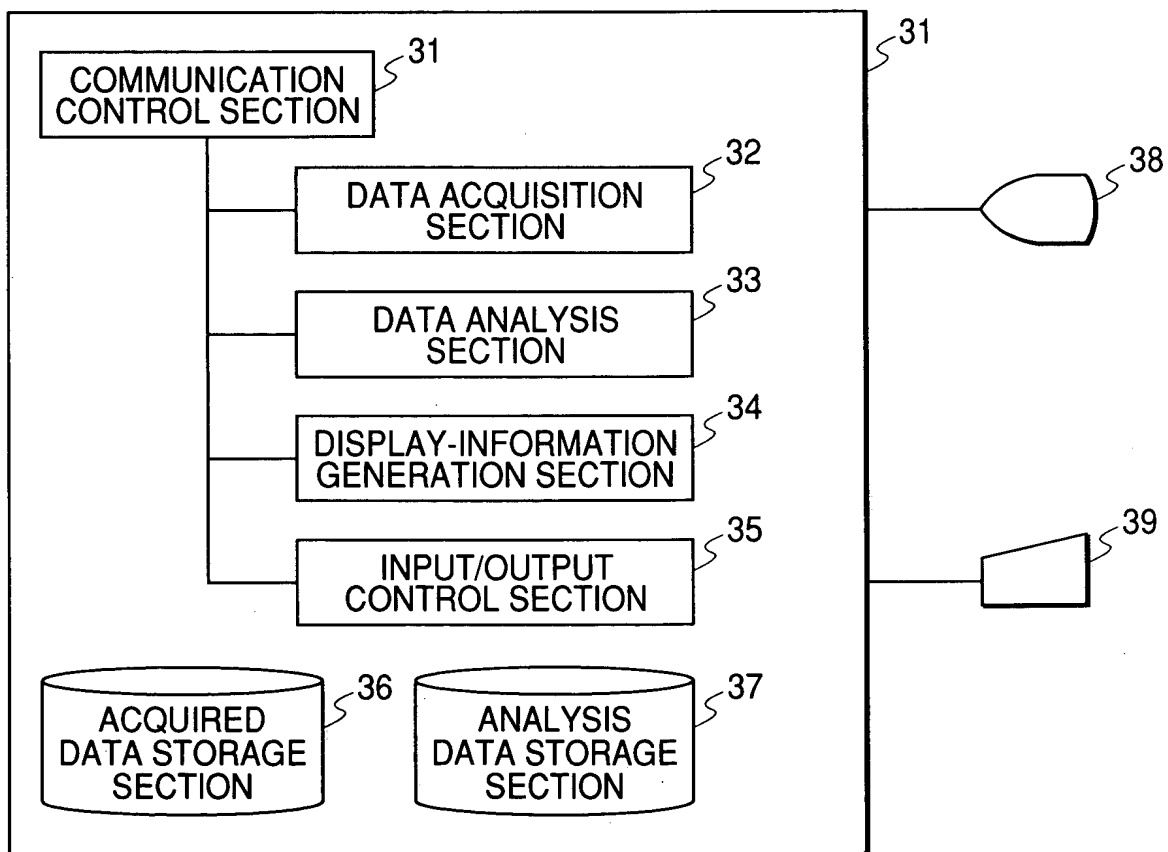 31
COMMUNICATION
CONTROL SECTION
31
32
DATA ACQUISITION
SECTION
38
33
DATA ANALYSIS
SECTION
34
DISPLAY-INFORMATION
GENERATION SECTION
39
35
INPUT/OUTPUT
CONTROL SECTION
36
ACQUIRED
DATA STORAGE
SECTION
37
ANALYSIS
DATA STORAGE
SECTION